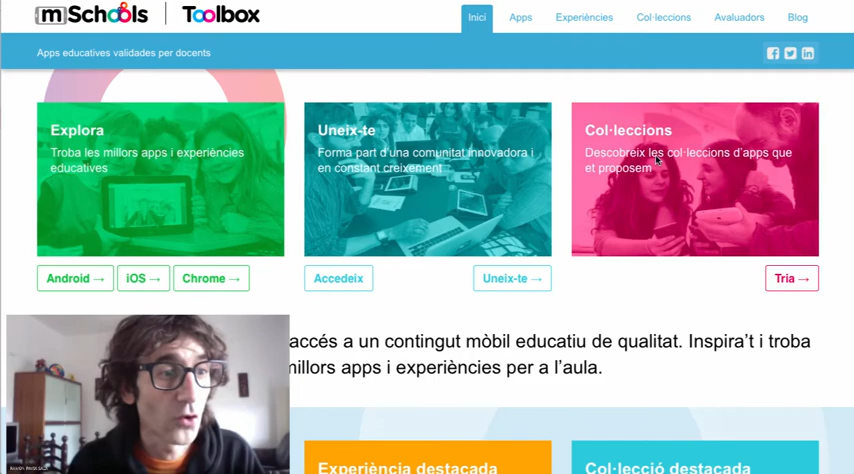 mSchools | Toolbox
Inici Apps Experiències Col·leccions Avaluadors Blog
Apps educatives validades per docents
Explora
Troba les millors apps i experiències
educatives
Uneix-te
Forma part d'una comunitat innovadora i
en constant creixement
Col·leccions
Descobreix les col·leccions d'apps que
et proposem
Android → iOS → Chrome →
Accedeix Uneix-te →
Tria →
accés a un contingut mòbil educatiu de qualitat. Inspira't i troba
millors apps i experiències per a l'aula.
Experiència destacada
Col·lecció destacada